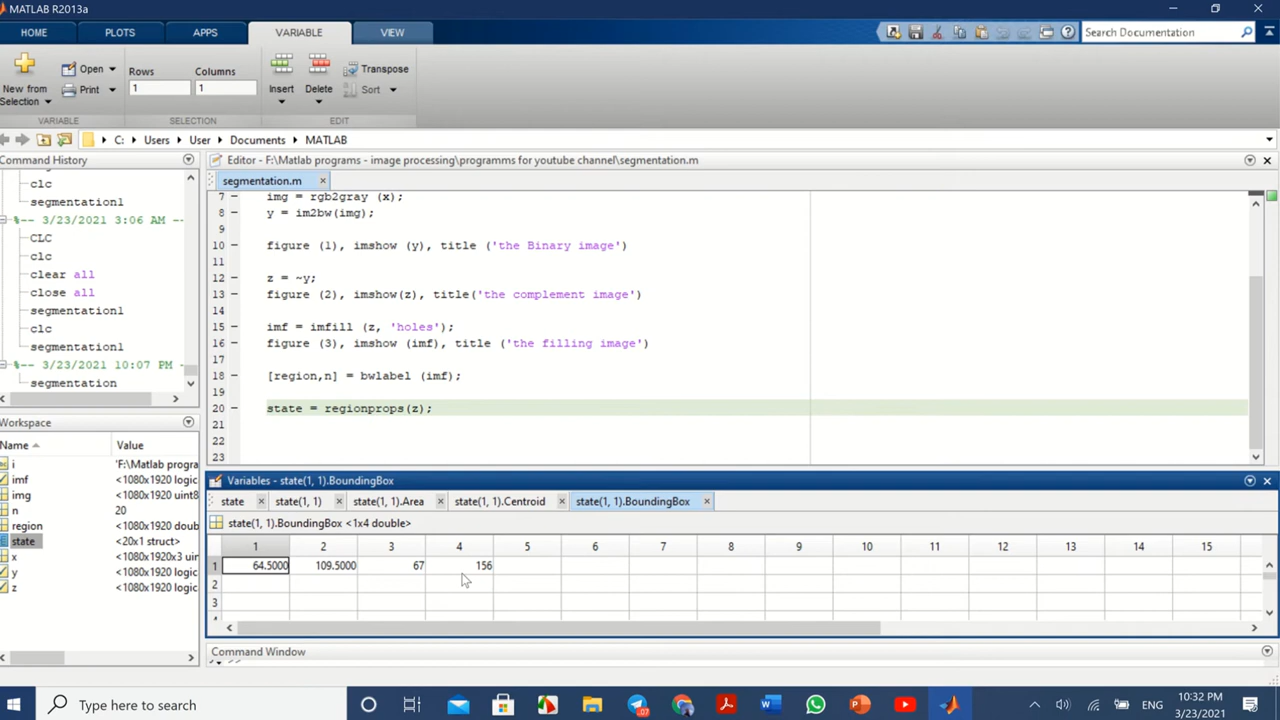 MATLAB R2013a
HOME PLOTS APPS VARIABLE VIEW Search Documentation
Open Rows Columns Transpose
New from Selection Print 1 1 Insert Delete Sort
VARIABLE SELECTION EDIT
C: Users User Documents MATLAB
Command History
clc
segmentation1
%-- 3/23/2021 3:06 AM --
CLC
clc
clear all
close all
segmentation1
clc
segmentation1
%-- 3/23/2021 10:07 PM --
segmentation
Editor - F:\Matlab programs - image processing\programms for youtube channel\segmentation.m
segmentation.m
7 img = rgb2gray (x);
8 y = im2bw(img);
9
10 figure (1), imshow (y), title ('the Binary image')
11
12 z = ~y;
13 figure (2), imshow(z), title('the complement image')
14
15 imf = imfill (z, 'holes');
16 figure (3), imshow (imf), title ('the filling image')
17
18 [region,n] = bwlabel (imf);
19
20 state = regionprops(z);
21
22
23
Workspace
Name Value
i 'F:\Matlab progra
imf <1080x1920 logic
img <1080x1920 uint8
n 20
region <1080x1920 doub
state <20x1 struct>
x <1080x1920x3 uin
y <1080x1920 logic
z <1080x1920 logic
Variables - state(1, 1).BoundingBox
state state(1, 1) state(1, 1).Area state(1, 1).Centroid state(1, 1).BoundingBox
state(1, 1).BoundingBox <1x4 double>
1 2 3 4 5 6 7 8 9 10 11 12 13 14 15
1 64.5000 109.5000 67 156
2
3
Command Window
Type here to search
07
ENG
10:32 PM
3/23/2021